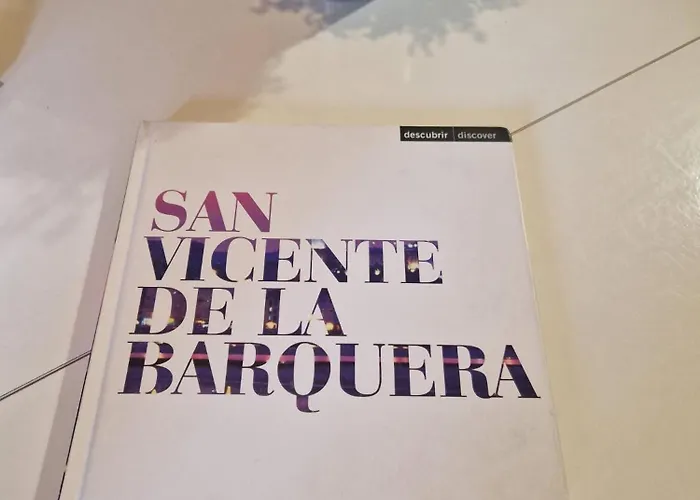 descubrir discover
SAN
VICENTE
DE LA
BARQUERA